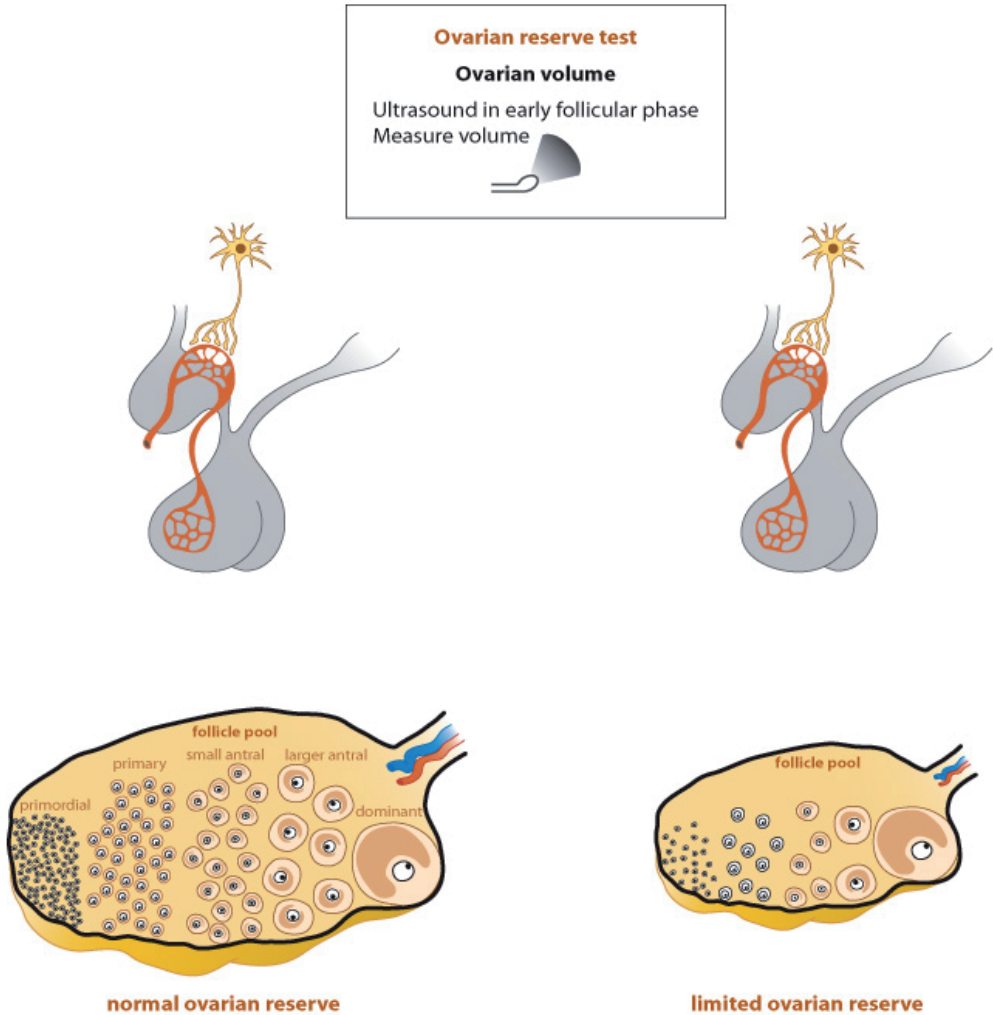 Ovarian reserve test
Ovarian volume
Ultrasound in early follicular phase
Measure volume
follicle pool
small antral
larger antral
primary
primordial
dominant
follicle pool
normal ovarian reserve
limited ovarian reserve